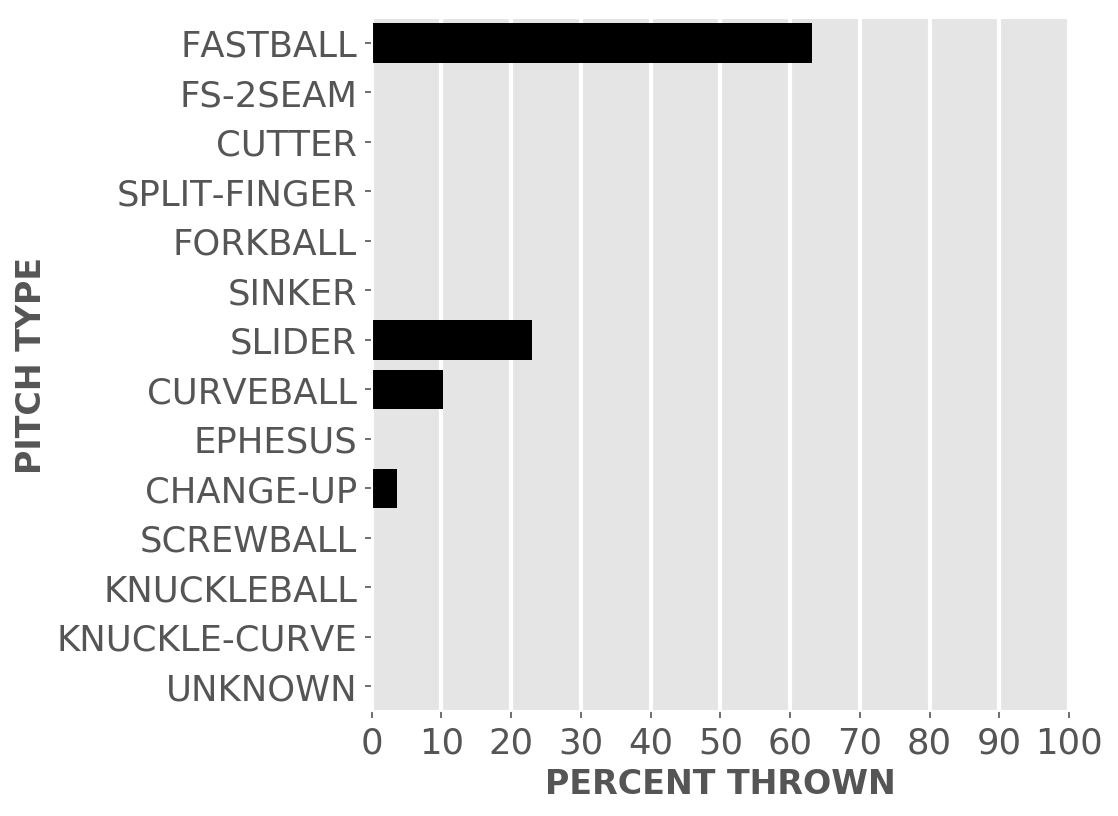 FASTBALL
FS-2SEAM
CUTTER
SPLIT-FINGER
FORKBALL
SINKER
SLIDER
CURVEBALL
EPHESUS
CHANGE-UP
SCREWBALL
KNUCKLEBALL
KNUCKLE-CURVE
UNKNOWN
PITCH TYPE
0 10 20 30 40 50 60 70 80 90 100
PERCENT THROWN